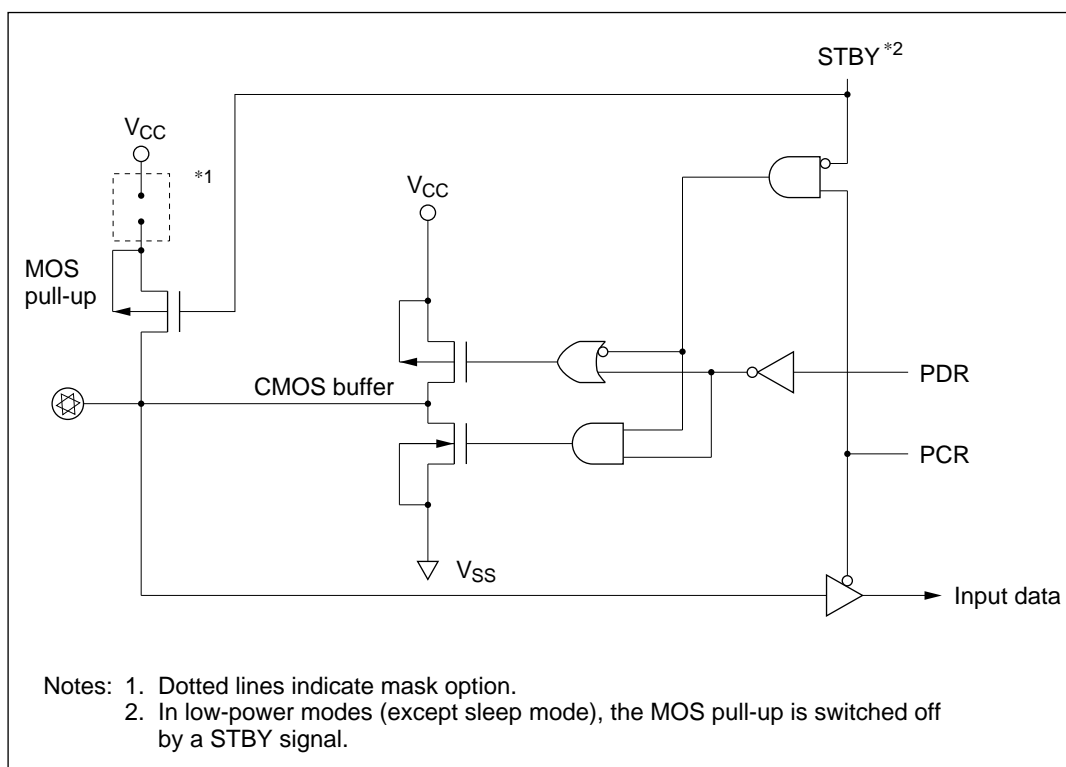 STBY *2
VCC
*1
VCC
MOS
pull-up
CMOS buffer
PDR
PCR
VSS
Input data
Notes: 1. Dotted lines indicate mask option.
2. In low-power modes (except sleep mode), the MOS pull-up is switched off
by a STBY signal.